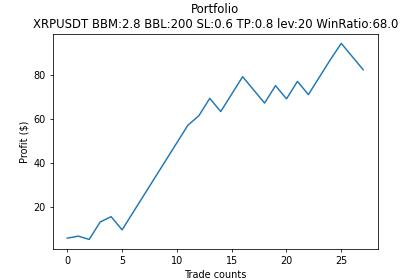 Portfolio
XRPUSDT BBM:2.8 BBL:200 SL:0.6 TP:0.8 lev:20 WinRatio:68.0
80
60
40
20
Profit ($)
0 5 10 15 20 25
Trade counts